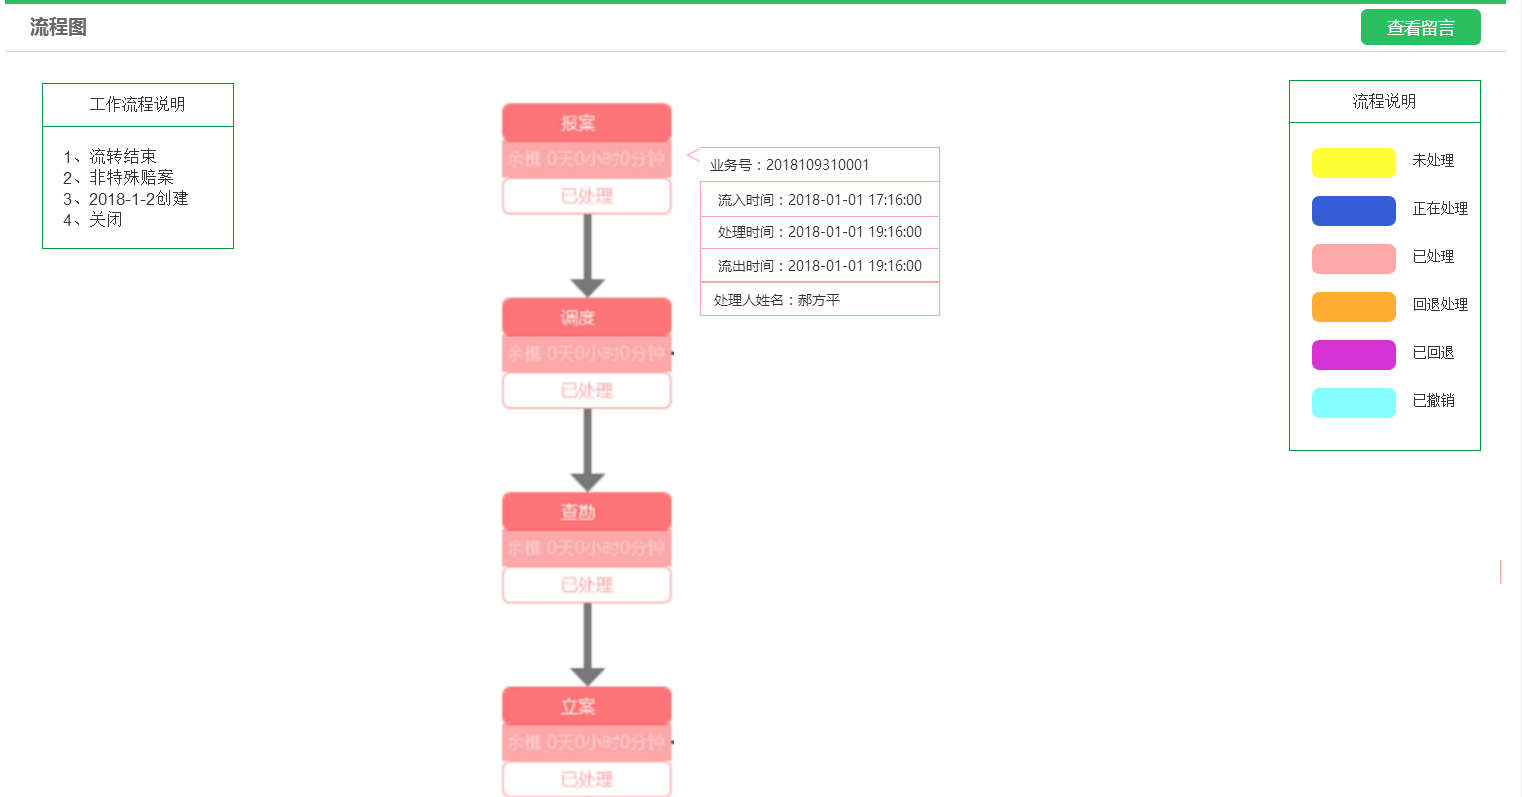 流程图
查看留言
工作流程说明
1、流转结束
2、非特殊赔案
3、2018-1-2创建
4、关闭
报案
余樵 0天0小时0分钟
已处理
业务号：2018109310001
流入时间：2018-01-01 17:16:00
处理时间：2018-01-01 19:16:00
流出时间：2018-01-01 19:16:00
处理人姓名：郝方平
调度
余樵 0天0小时0分钟
已处理
查勘
余樵 0天0小时0分钟
已处理
立案
余樵 0天0小时0分钟
已处理
流程说明
未处理
正在处理
已处理
回退处理
已回退
已撤销